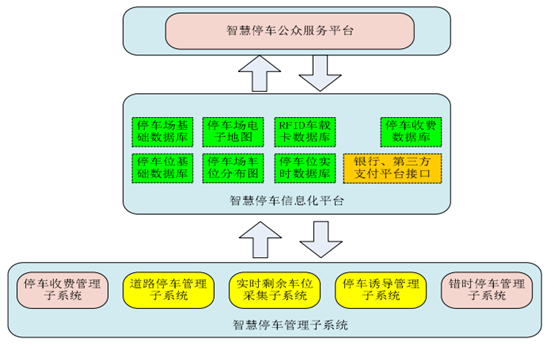 智慧停车公众服务平台
停车场基
础数据库
停车场电
子地图
RFID车载
卡数据库
停车收费
数据库
停车位基
础数据库
停车场车
位分布图
停车位实
时数据库
银行、第三方
支付平台接口
智慧停车信息化平台
停车收费管理
子系统
道路停车管理
子系统
实时剩余车位
采集子系统
停车诱导管理
子系统
错时停车管理
子系统
智慧停车管理子系统